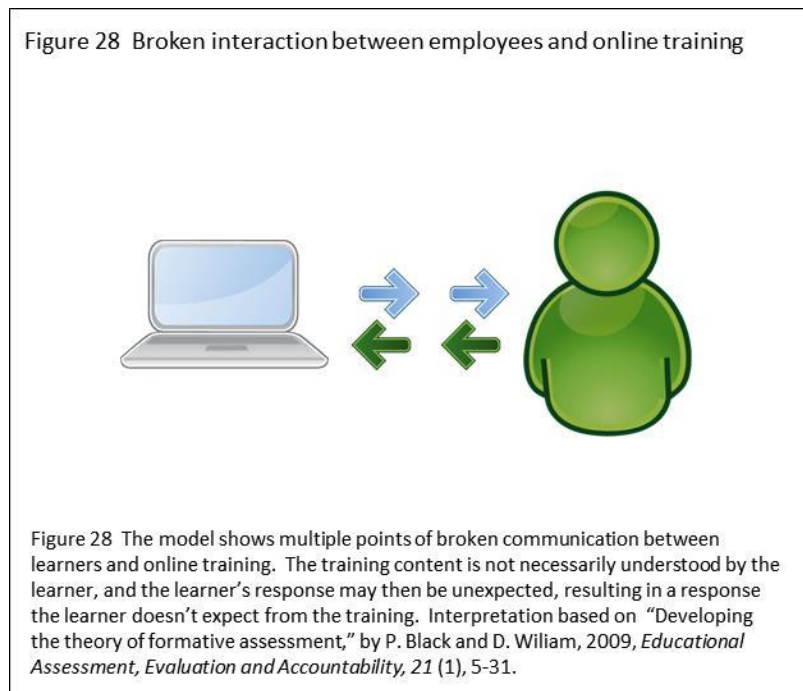 Figure 28  Broken interaction between employees and online training
Figure 28  The model shows multiple points of broken communication between
learners and online training.  The training content is not necessarily understood by the
learner, and the learner’s response may then be unexpected, resulting in a response
the learner doesn’t expect from the training.  Interpretation based on  “Developing
the theory of formative assessment,” by P. Black and D. Wiliam, 2009, Educational
Assessment, Evaluation and Accountability, 21 (1), 5-31.